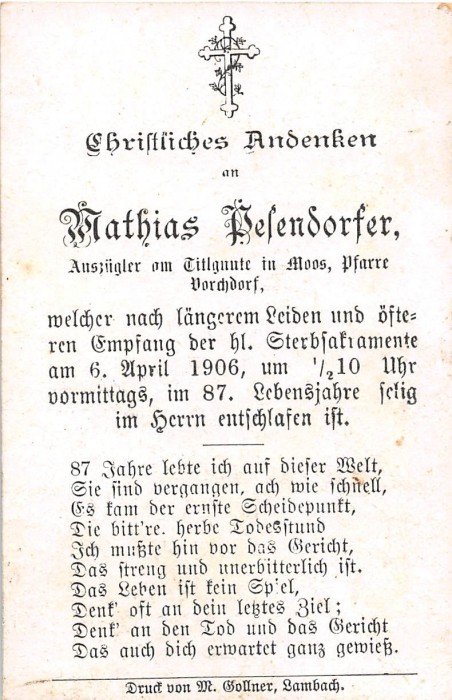 Christliches Andenken
an
Mathias Pesendorfer,
Auszügler am Titlgnute in Moos, Pfarre
Vorchdorf,
welcher nach längerem Leiden und öfte-
ren Empfang der hl. Sterbsakramente
am 6. April 1906, um 1/2 10 Uhr
vormittags, im 87. Lebensjahre selig
im Herrn entschlafen ist.
87 Jahre lebte ich auf dieser Welt,
Sie sind vergangen, ach wie schnell,
Es kam der ernste Scheidepunkt,
Die bitt're. herbe Todesstund
Ich mußte hin vor das Gericht,
Das streng und unerbitterlich ist.
Das Leben ist kein Spiel,
Denk' oft an dein letztes Ziel;
Denk' an den Tod und das Gericht
Das auch dich erwartet ganz gewieß.
Druck von M. Gollner, Lambach.